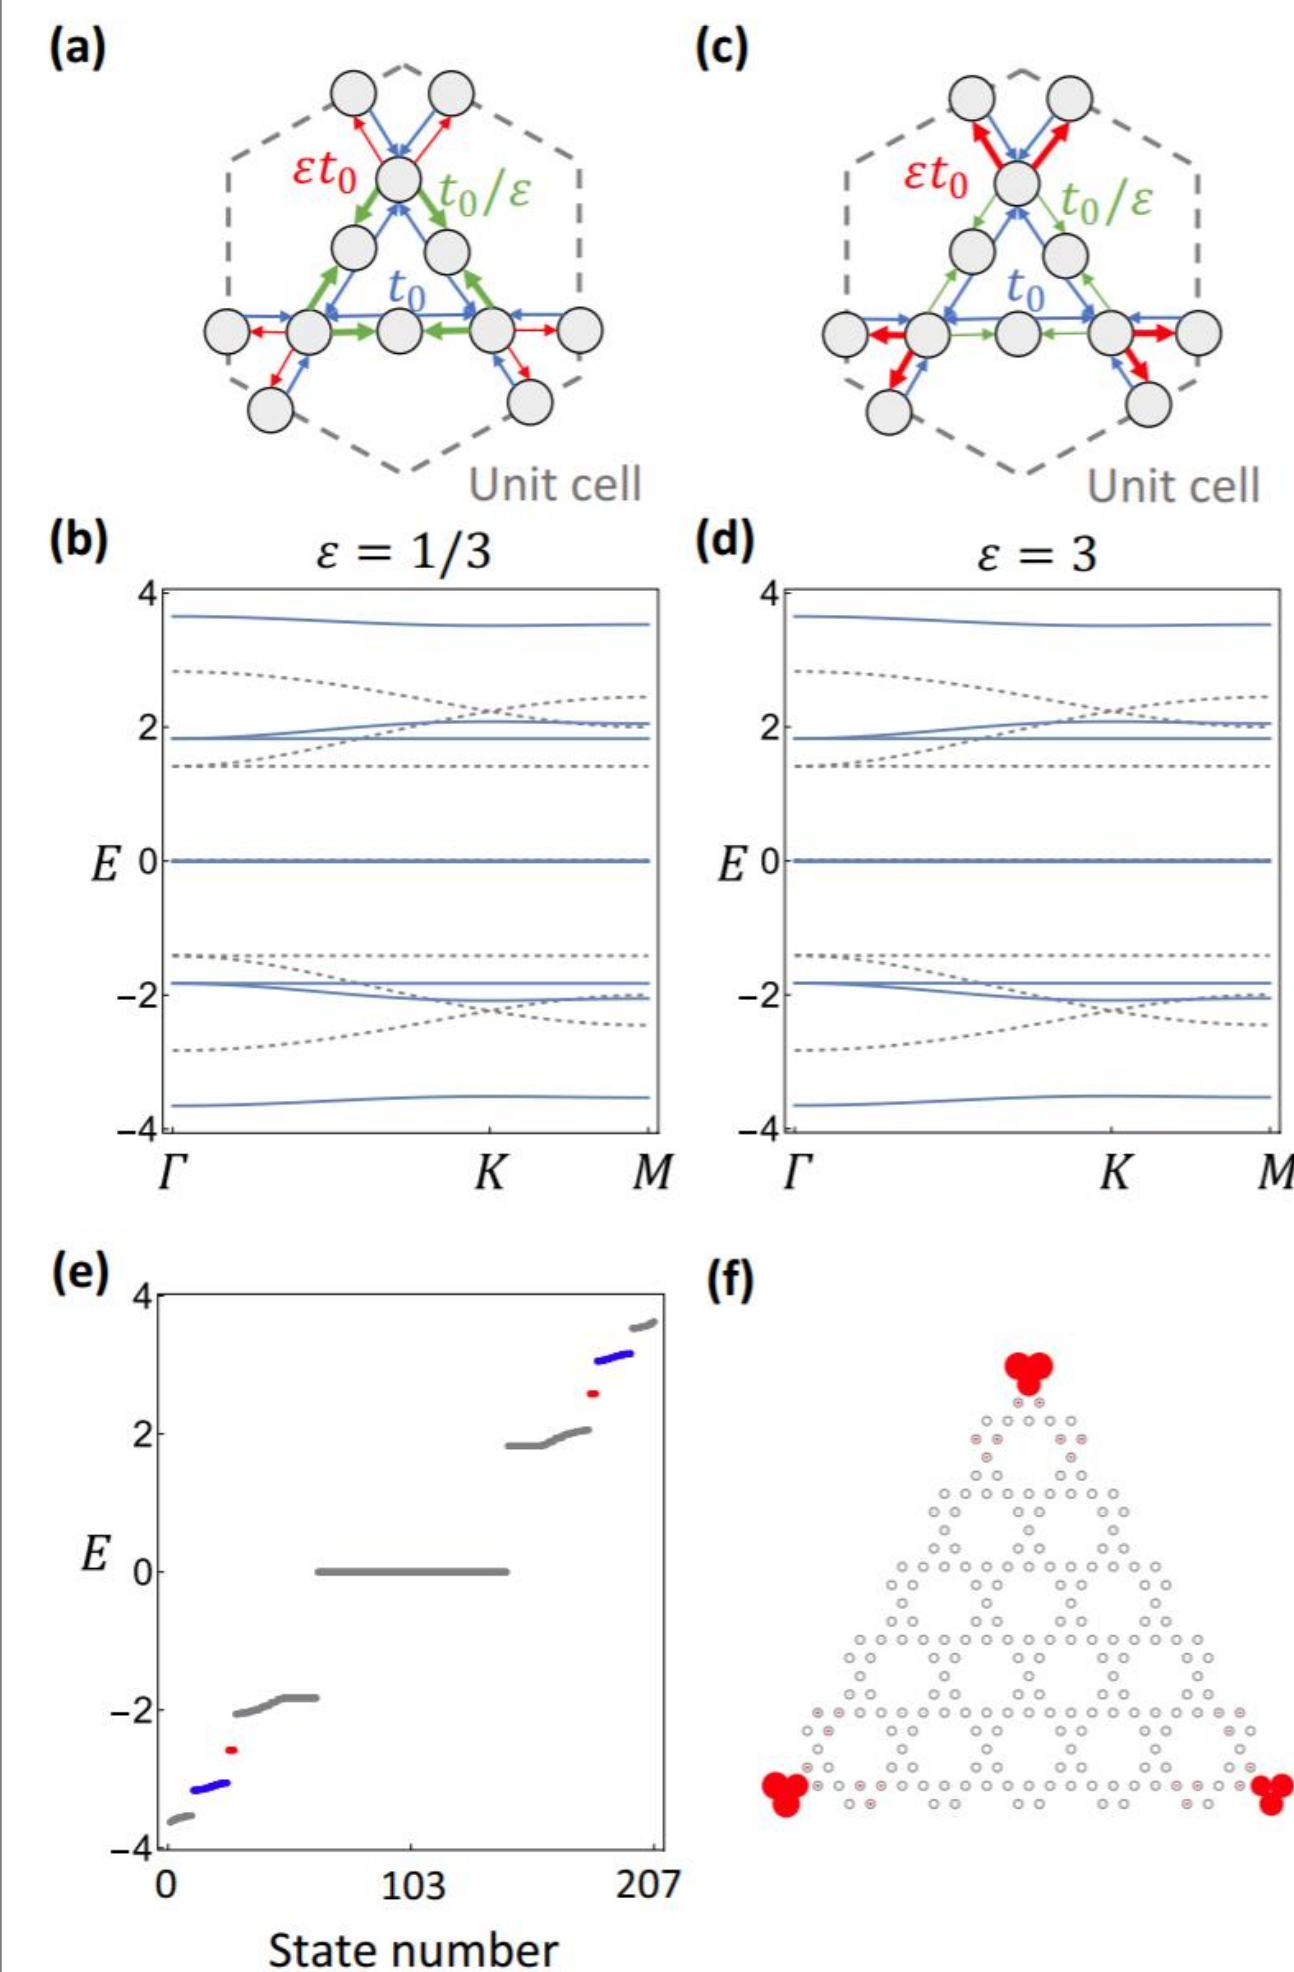 (a)
εt₀
t₀/ε
t₀
Unit cell
(c)
εt₀
t₀/ε
t₀
Unit cell
(b)
ε = 1/3
4
2
E 0
−2
−4
Γ K M
(d)
ε = 3
4
2
E 0
−2
−4
Γ K M
(e)
4
2
E 0
−2
−4
0 103 207
State number
(f)